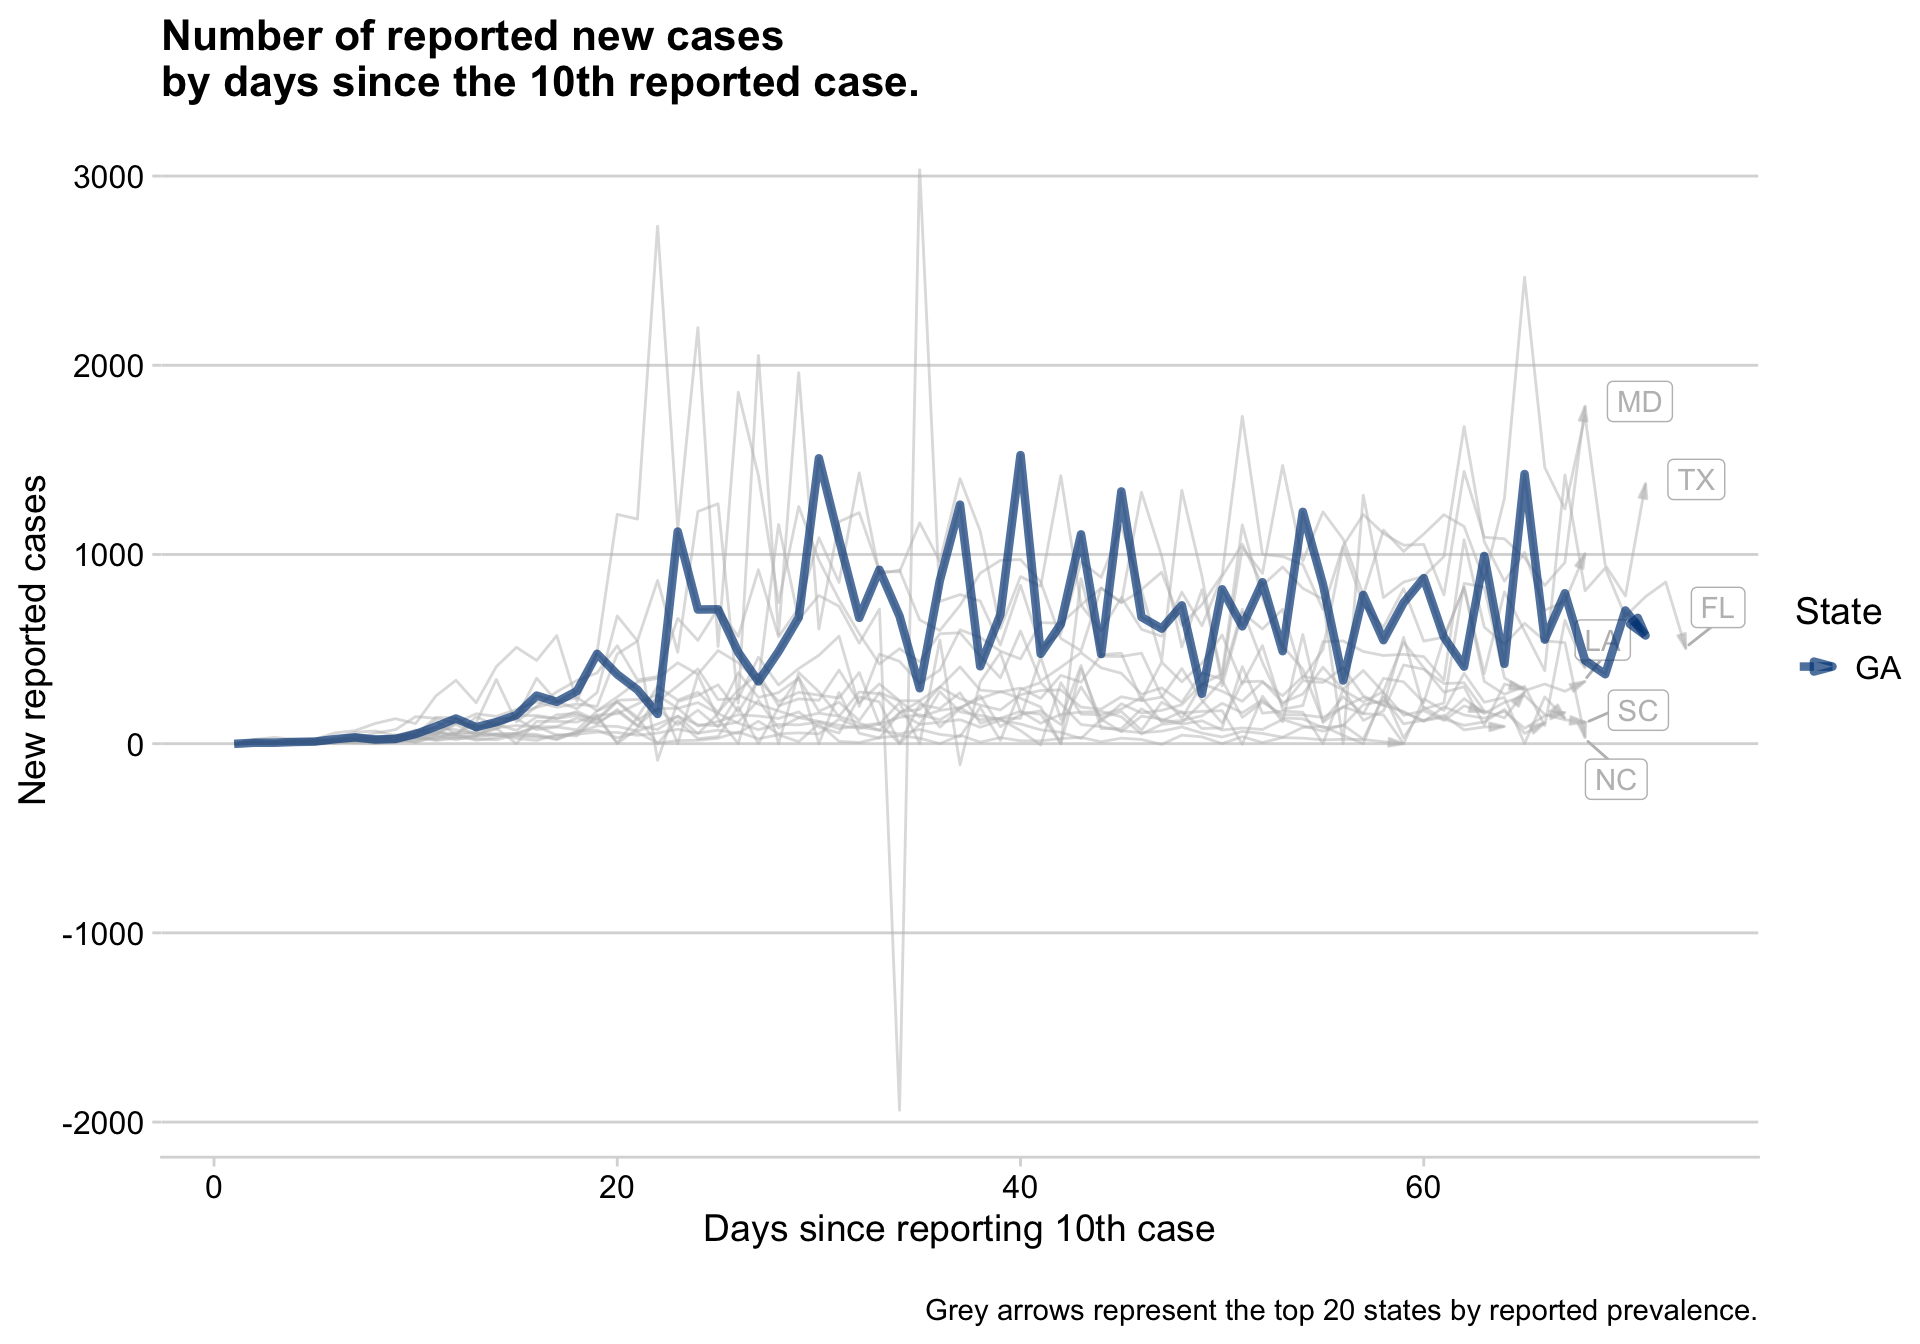 Number of reported new cases
by days since the 10th reported case.
3000
2000
1000
0
-1000
-2000
New reported cases
MD
TX
FL
LA
SC
NC
State
GA
0
20
40
60
Days since reporting 10th case
Grey arrows represent the top 20 states by reported prevalence.